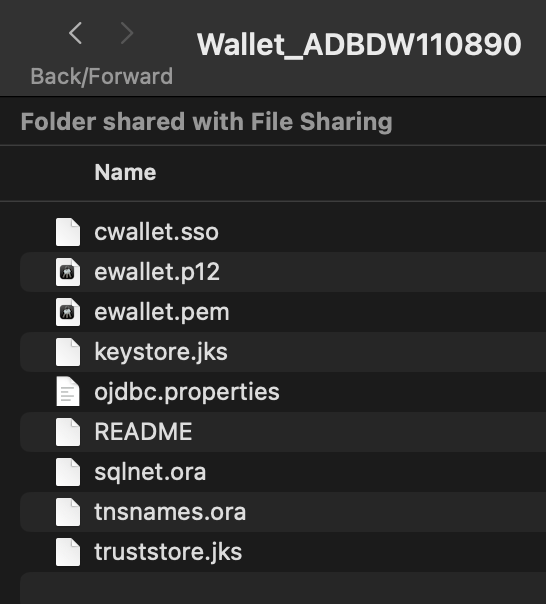 Wallet_ADBDW110890
Back/Forward
Folder shared with File Sharing
Name
cwallet.sso
ewallet.p12
ewallet.pem
keystore.jks
ojdbc.properties
README
sqlnet.ora
tnsnames.ora
truststore.jks